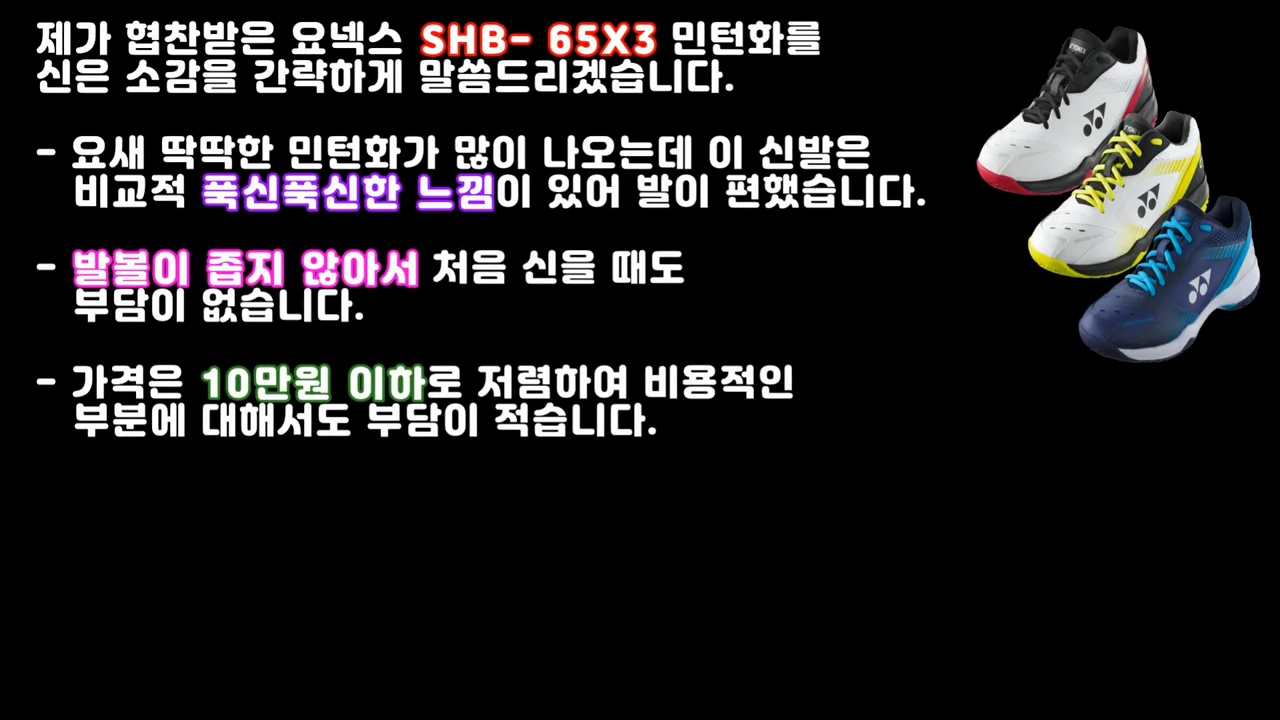 제가 협찬받은 요넥스 SHB- 65X3 민턴화를
신은 소감을 간략하게 말씀드리겠습니다.
- 요새 딱딱한 민턴화가 많이 나오는데 이 신발은
비교적 푹신푹신한 느낌이 있어 발이 편했습니다.
- 발볼이 좁지 않아서 처음 신을 때도
부담이 없습니다.
- 가격은 10만원 이하로 저렴하여 비용적인
부분에 대해서도 부담이 적습니다.